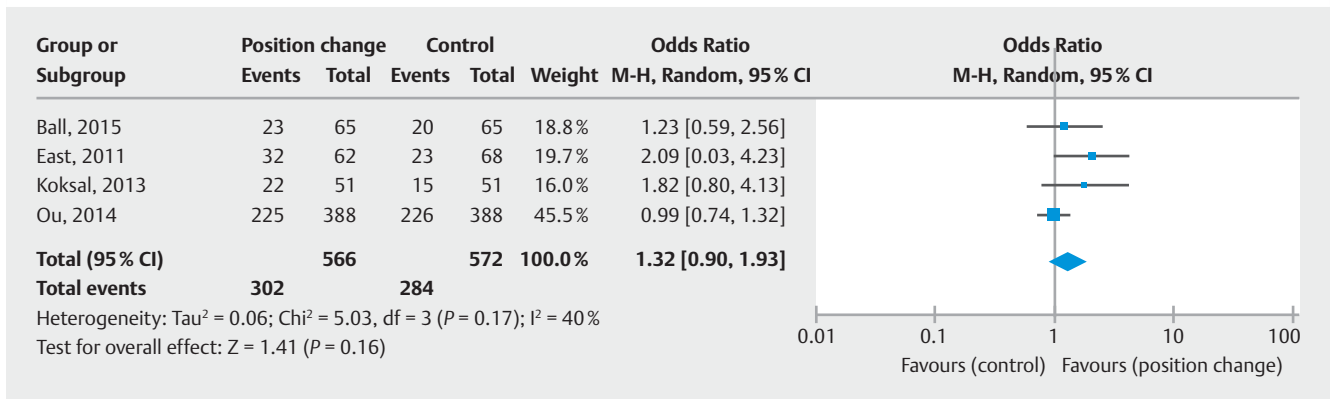 Group or Position change Control Odds Ratio Odds Ratio
Subgroup Events Total Events Total Weight M-H, Random, 95% CI M-H, Random, 95% CI
Ball, 2015 23 65 20 65 18.8% 1.23 [0.59, 2.56]
East, 2011 32 62 23 68 19.7% 2.09 [0.03, 4.23]
Koksal, 2013 22 51 15 51 16.0% 1.82 [0.80, 4.13]
Ou, 2014 225 388 226 388 45.5% 0.99 [0.74, 1.32]
Total (95% CI) 566 572 100.0% 1.32 [0.90, 1.93]
Total events 302 284
Heterogeneity: Tau² = 0.06; Chi² = 5.03, df = 3 (P = 0.17); I² = 40%
Test for overall effect: Z = 1.41 (P = 0.16)
0.01 0.1 1 10 100
Favours (control) Favours (position change)